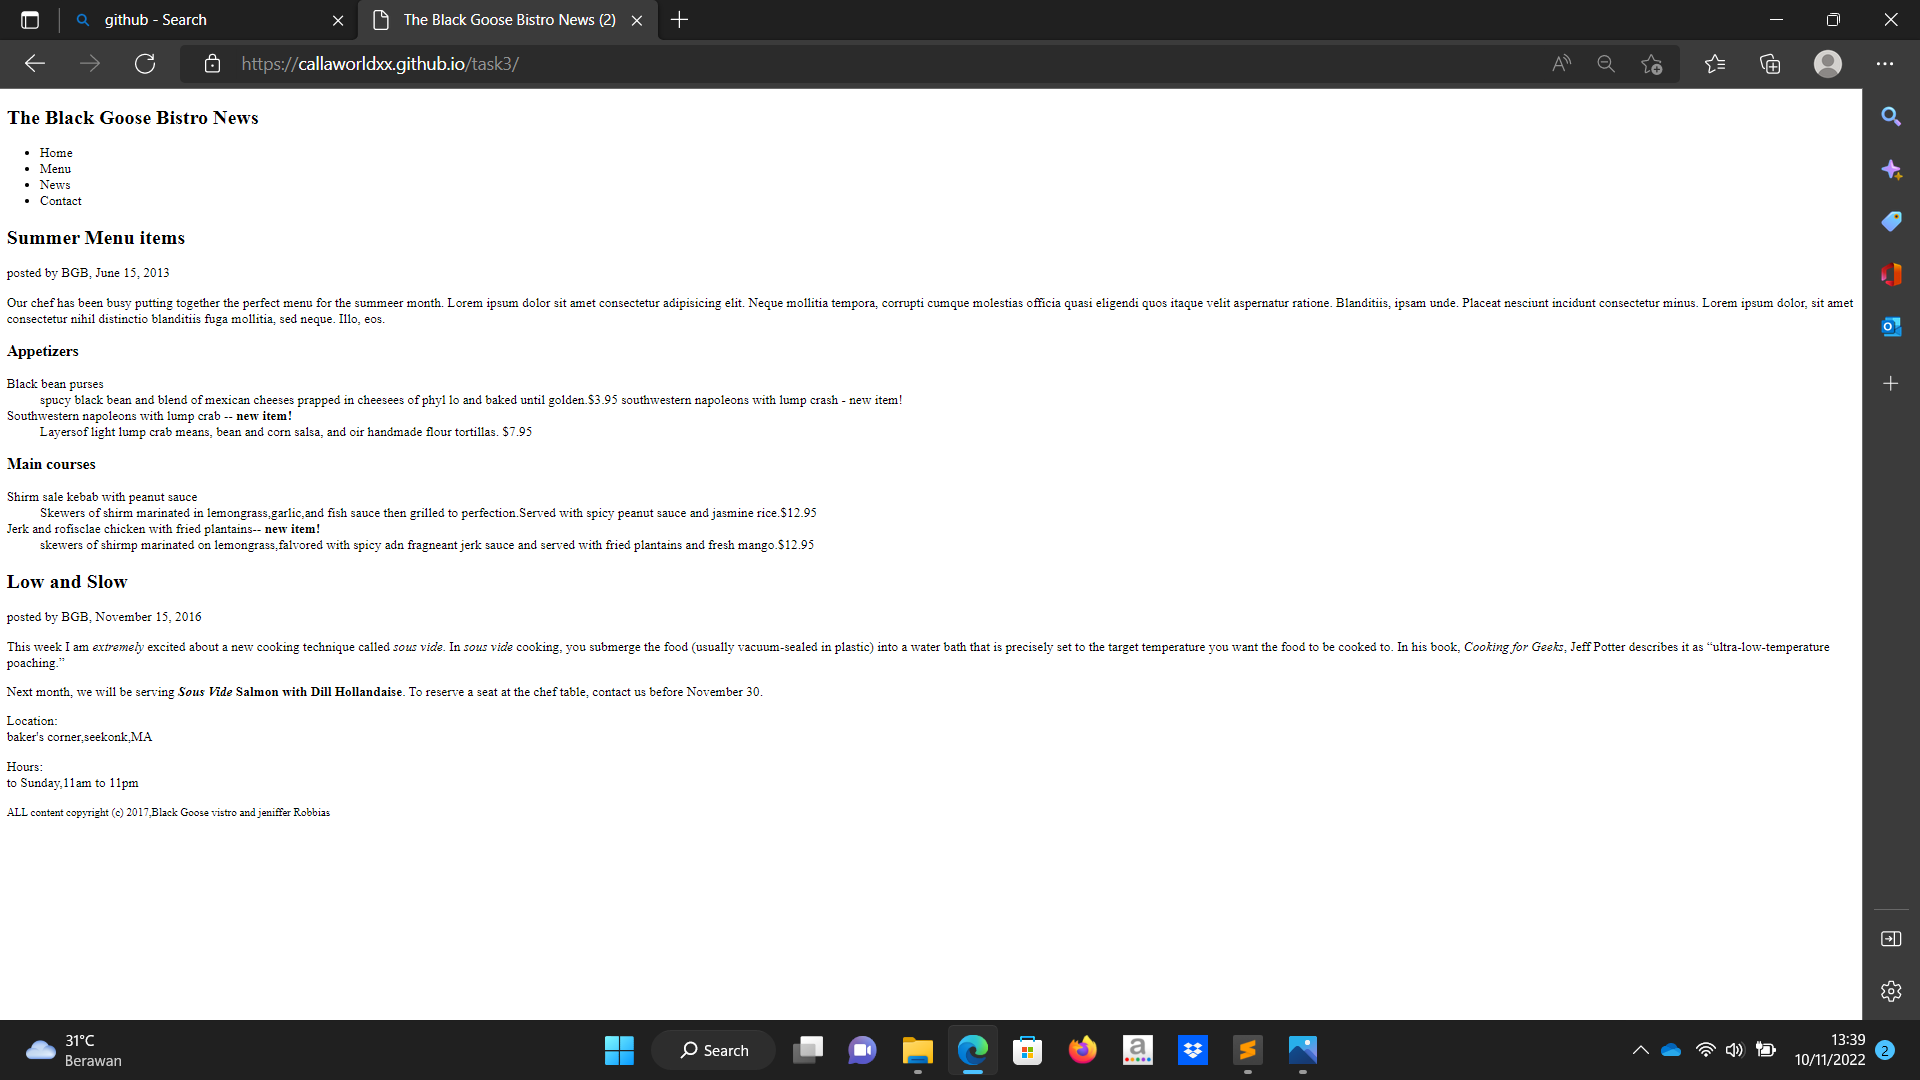 github - Search
The Black Goose Bistro News (2)
https://callaworldxx.github.io/task3/
The Black Goose Bistro News
Home
Menu
News
Contact
Summer Menu items
posted by BGB, June 15, 2013
Our chef has been busy putting together the perfect menu for the summeer month. Lorem ipsum dolor sit amet consectetur adipisicing elit. Neque mollitia tempora, corrupti cumque molestias officia quasi eligendi quos itaque velit aspernatur ratione. Blanditiis, ipsam unde. Placeat nesciunt incidunt consectetur minus. Lorem ipsum dolor, sit amet
consectetur nihil distinctio blanditiis fuga mollitia, sed neque. Illo, eos.
Appetizers
Black bean purses
spucy black bean and blend of mexican cheeses prapped in cheesees of phyl lo and baked until golden.$3.95 southwestern napoleons with lump crash - new item!
Southwestern napoleons with lump crab -- new item!
Layersof light lump crab means, bean and corn salsa, and oir handmade flour tortillas. $7.95
Main courses
Shirm sale kebab with peanut sauce
Skewers of shirm marinated in lemongrass,garlic,and fish sauce then grilled to perfection.Served with spicy peanut sauce and jasmine rice.$12.95
Jerk and rofisclae chicken with fried plantains-- new item!
skewers of shirmp marinated on lemongrass,falvored with spicy adn fragneant jerk sauce and served with fried plantains and fresh mango.$12.95
Low and Slow
posted by BGB, November 15, 2016
This week I am extremely excited about a new cooking technique called sous vide. In sous vide cooking, you submerge the food (usually vacuum-sealed in plastic) into a water bath that is precisely set to the target temperature you want the food to be cooked to. In his book, Cooking for Geeks, Jeff Potter describes it as “ultra-low-temperature
poaching.”
Next month, we will be serving Sous Vide Salmon with Dill Hollandaise. To reserve a seat at the chef table, contact us before November 30.
Location:
baker's corner,seekonk,MA
Hours:
to Sunday,11am to 11pm
ALL content copyright (c) 2017,Black Goose vistro and jeniffer Robbias
31°C
Berawan
Search
13:39
10/11/2022
2